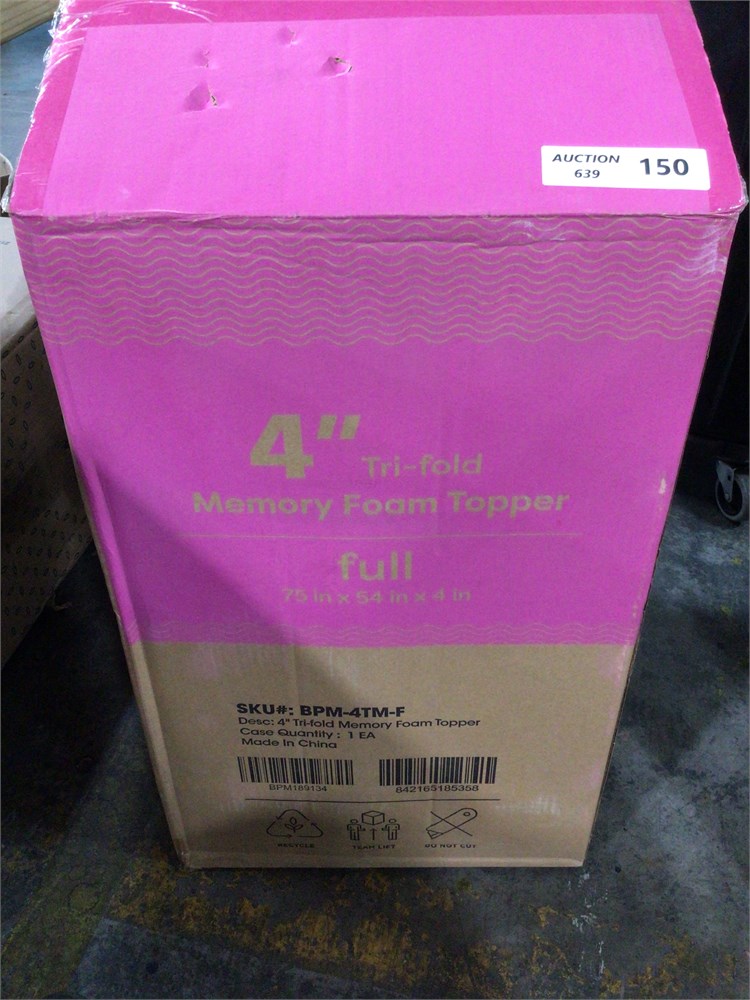 AUCTION
639
150
4"
Tri-fold
Memory Foam Topper
full
75 in x 54 in x 4 in
SKU#: BPM-4TM-F
Desc: 4" Tri-fold Memory Foam Topper
Case Quantity : 1 EA
Made in China
BPM189134
842165185358
RECYCLE
TEAM LIFT
DO NOT CUT